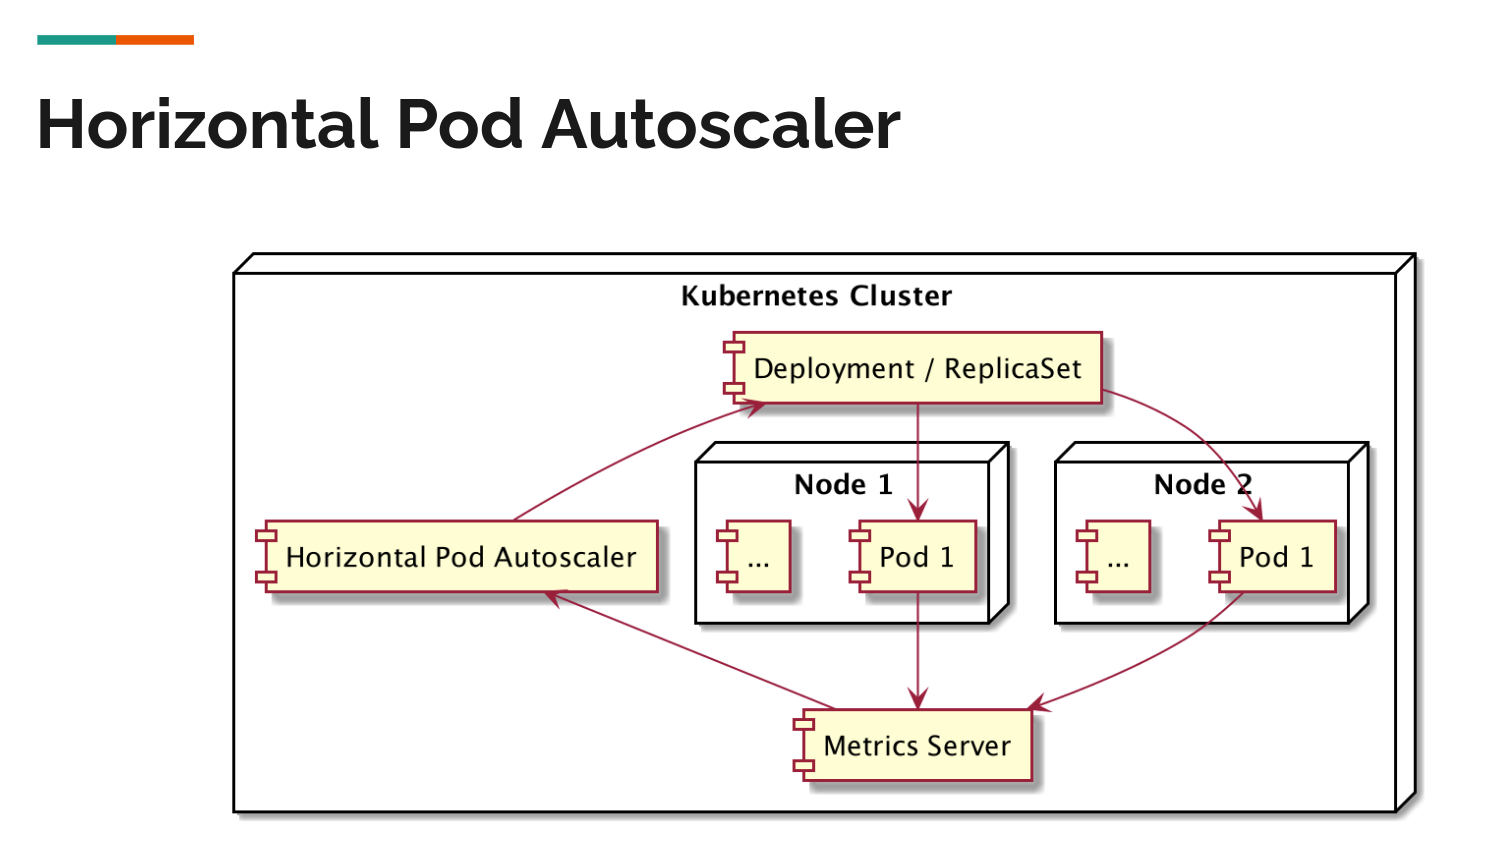 Horizontal Pod Autoscaler
Kubernetes Cluster
Deployment / ReplicaSet
Node 1
Node 2
Horizontal Pod Autoscaler
...
Pod 1
...
Pod 1
Metrics Server